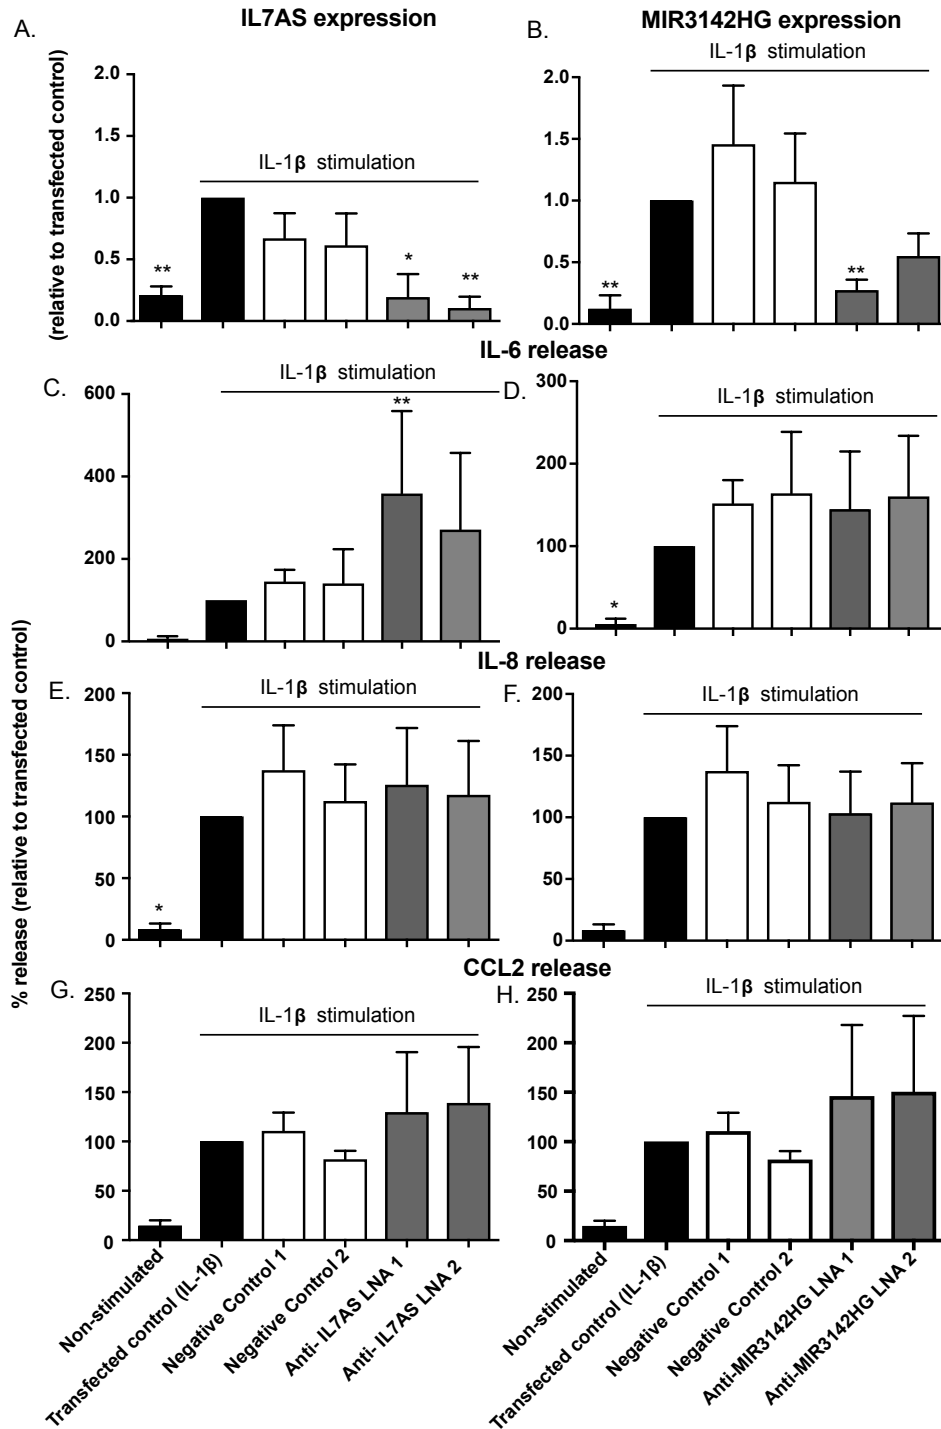 IL7AS expression
MIR3142HG expression
A.
B.
(relative to transfected control)
2.0
1.5
1.0
0.5
0.0
IL-1β stimulation
**
*
**
2.0
1.5
1.0
0.5
0.0
IL-1β stimulation
**
**
IL-6 release
C.
D.
600
400
200
0
IL-1β stimulation
**
300
200
100
0
IL-1β stimulation
*
IL-8 release
E.
F.
% release (relative to transfected control)
200
150
100
50
0
IL-1β stimulation
*
200
150
100
50
0
IL-1β stimulation
CCL2 release
G.
H.
250
200
150
100
50
0
IL-1β stimulation
250
200
150
100
50
0
IL-1β stimulation
Non-stimulated
Transfected control (IL-1β)
Negative Control 1
Negative Control 2
Anti- IL7AS LNA 1
Anti- IL7AS LNA 2
Non-stimulated
Transfected control (IL-1β)
Negative Control 1
Negative Control 2
Anti-MIR3142HG LNA 1
Anti-MIR3142HG LNA 2